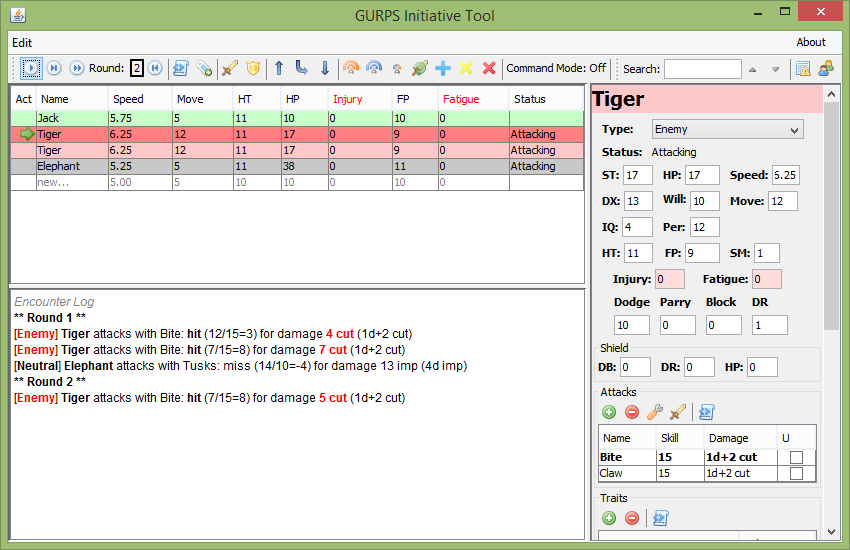 GURPS Initiative Tool
Edit About
Round: 2 Command Mode: Off Search:
Act Name Speed Move HT HP Injury FP Fatigue Status
Jack 5.75 5 11 10 0 10 0
Tiger 6.25 12 11 17 0 9 0 Attacking
Tiger 6.25 12 11 17 0 9 0 Attacking
Elephant 5.25 5 11 38 0 11 0 Attacking
new... 5.00 5 10 10 0 10 0
Encounter Log
** Round 1 **
[Enemy] Tiger attacks with Bite: hit (12/15=3) for damage 4 cut (1d+2 cut)
[Enemy] Tiger attacks with Bite: hit (7/15=8) for damage 7 cut (1d+2 cut)
[Neutral] Elephant attacks with Tusks: miss (14/10=-4) for damage 13 imp (4d imp)
** Round 2 **
[Enemy] Tiger attacks with Bite: hit (7/15=8) for damage 5 cut (1d+2 cut)
Tiger
Type: Enemy
Status: Attacking
ST: 17 HP: 17 Speed: 6.25
DX: 13 Will: 10 Move: 12
IQ: 4 Per: 12
HT: 11 FP: 9 SM: 1
Injury: 0 Fatigue: 0
Dodge Parry Block DR
10 0 0 1
Shield
DB: 0 DR: 0 HP: 0
Attacks
Name Skill Damage U
Bite 15 1d+2 cut
Claw 15 1d+2 cut
Traits